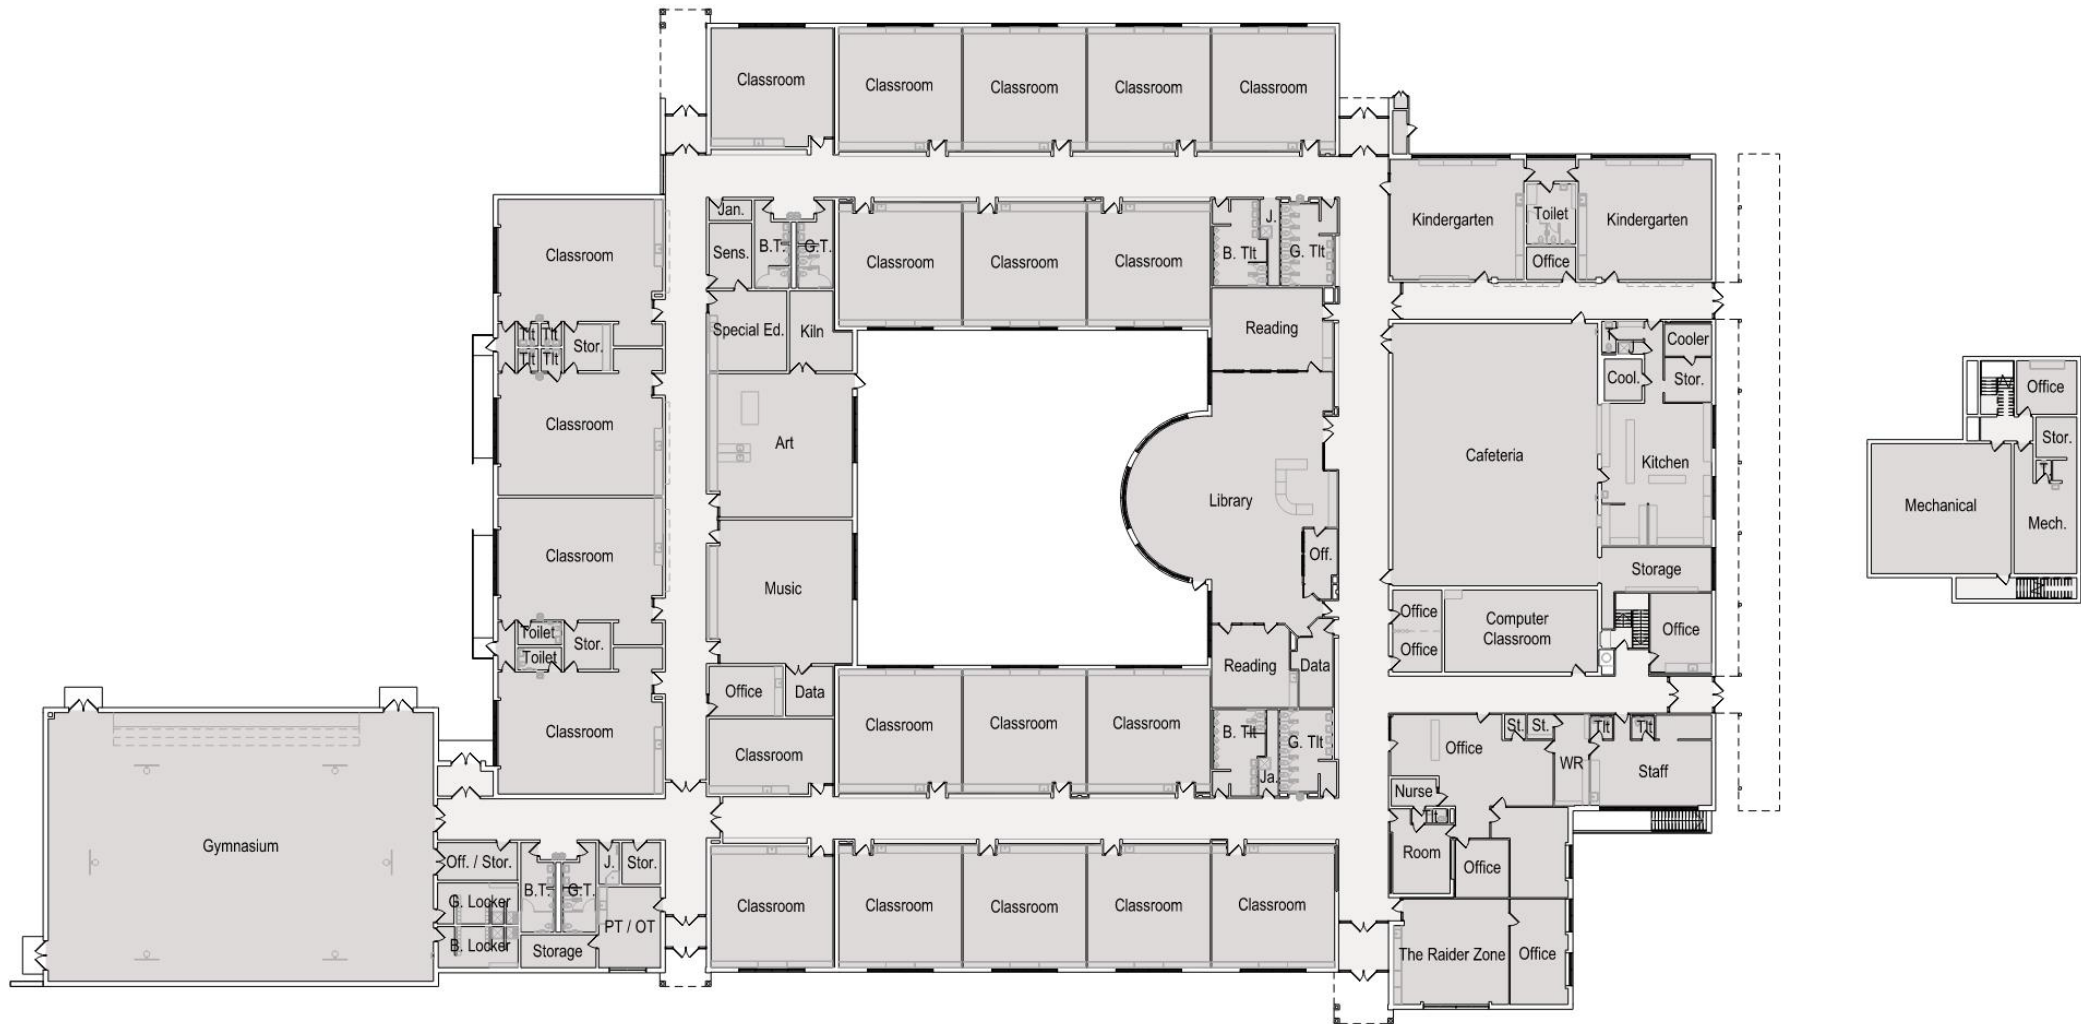 Classroom
Classroom
Classroom
Classroom
Classroom
Jan.
B.T.
G.T.
Sens.
Classroom
Classroom
Classroom
B. Tlt
J.
G. Tlt
Kindergarten
Toilet
Kindergarten
Office
Classroom
Tlt
Tlt
Tlt
Tlt
Stor.
Special Ed.
Kiln
Reading
Cooler
Cool.
Stor.
Classroom
Art
Library
Off.
Cafeteria
Kitchen
Storage
Office
Stor.
T.
Mechanical
Mech.
Classroom
Music
Toilet
Toilet
Stor.
Office
Data
Reading
Data
Office
Office
Computer
Classroom
Office
Classroom
Classroom
Classroom
Classroom
Classroom
B. Tlt
Ja.
G. Tlt
Office
St.
St.
WR
Tlt
Tlt
Staff
Nurse
Tlt
Room
Office
Gymnasium
Off. / Stor.
B.T.
G.T.
J.
Stor.
G. Locker
B. Locker
Storage
PT / OT
Classroom
Classroom
Classroom
Classroom
Classroom
The Raider Zone
Office